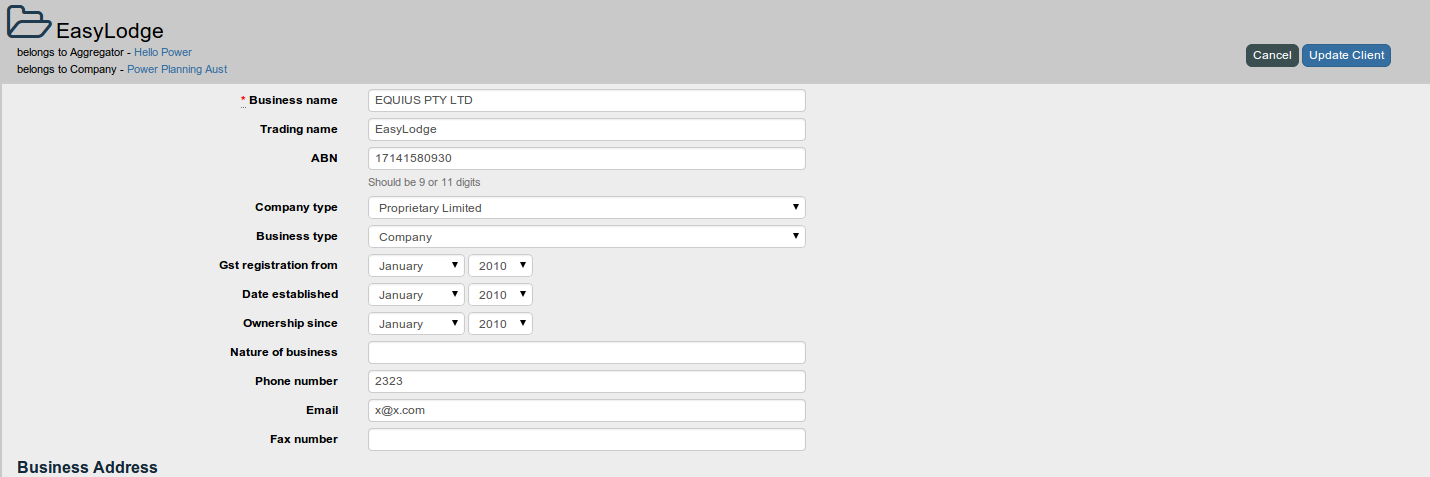 EasyLodge
belongs to Aggregator - Hello Power
belongs to Company - Power Planning Aust
Cancel Update Client
* Business name EQUIUS PTY LTD
Trading name EasyLodge
ABN 17141580930
Should be 9 or 11 digits
Company type Proprietary Limited
Business type Company
Gst registration from January 2010
Date established January 2010
Ownership since January 2010
Nature of business
Phone number 2323
Email x@x.com
Fax number
Business Address